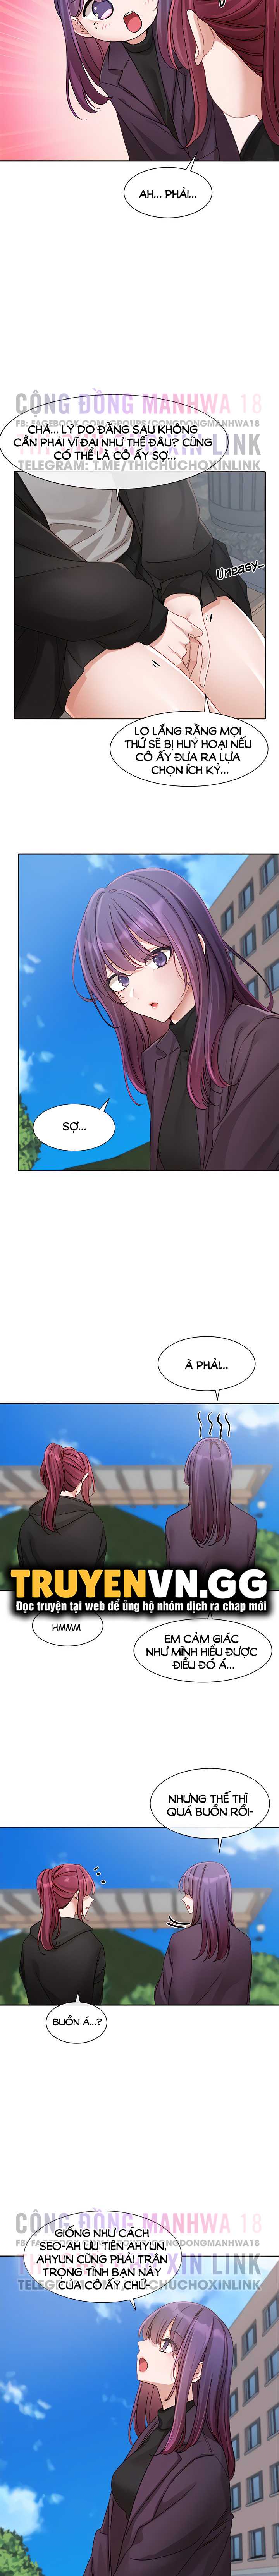 AH... PHẢI...
CỘNG ĐỒNG MANHWA 18
CHÀ... LÝ DO ĐẰNG SAU KHÔNG
CẦN PHẢI VĨ ĐẠI NHƯ THẾ ĐÂU? CŨNG
CÓ THỂ LÀ CÔ ẤY SỢ...
TELEGRAM: T.ME/THICHUCHOXINLINK
Uneasy...
LO LẮNG RẰNG MỌI
THỨ SẼ BỊ HUỶ HOẠI NẾU
CÔ ẤY ĐƯA RA LỰA
CHỌN ÍCH KỶ...
SỢ...
À PHẢI...
TRUYENVN.GG
Đọc truyện tại web để ủng hộ nhóm dịch ra chap mới
HMMM
EM CẢM GIÁC
NHƯ MÌNH HIỂU ĐƯỢC
ĐIỀU ĐÓ Á...
NHƯNG THẾ THÌ
QUÁ BUỒN RỒI-
BUỒN Á...?
CỘNG ĐỒNG MANHWA 18
GIỐNG NHƯ CÁCH
SEO-AH ƯU TIÊN AHYUN,
AHYUN CŨNG PHẢI TRÂN
TRỌNG TÌNH BẠN NÀY
CỦA CÔ ẤY CHỨ-